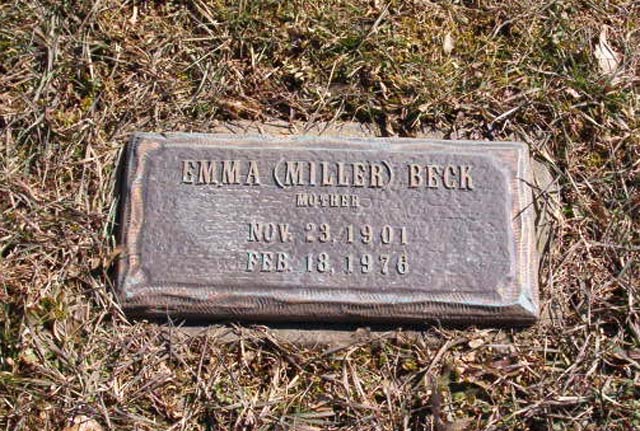 EMMA (MILLER) BECK
MOTHER
NOV. 23, 1901
FEB. 18, 1976